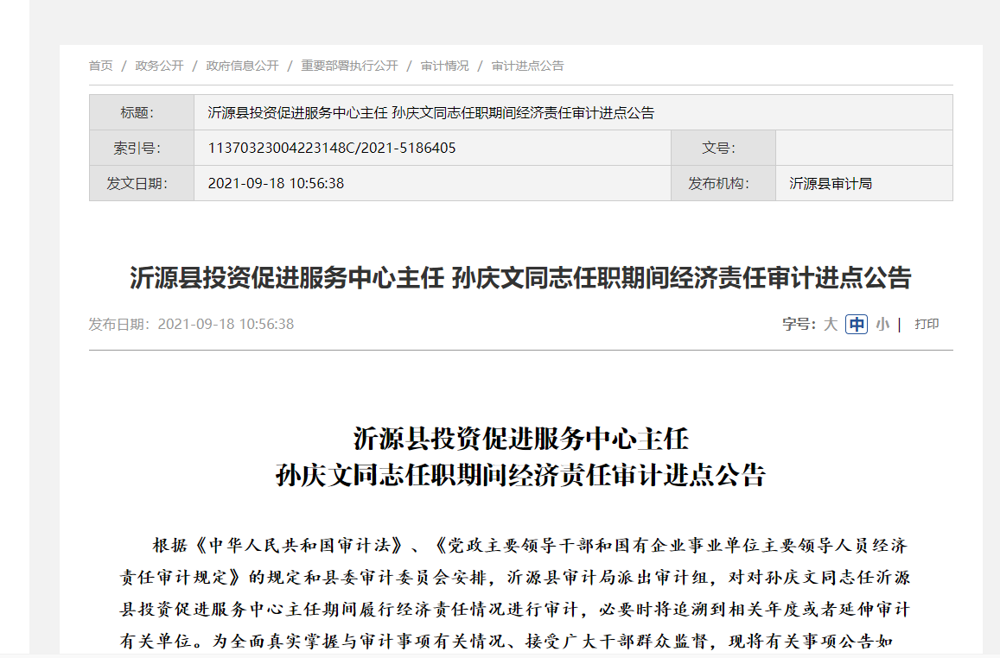 首页 / 政务公开 / 政府信息公开 / 重要部署执行公开 / 审计情况 / 审计进点公告
标题： 沂源县投资促进服务中心主任 孙庆文同志任职期间经济责任审计进点公告
索引号： 11370323004223148C/2021-5186405 文号：
发文日期： 2021-09-18 10:56:38 发布机构： 沂源县审计局
沂源县投资促进服务中心主任 孙庆文同志任职期间经济责任审计进点公告
发布日期：2021-09-18 10:56:38 字号：大 中 小 | 打印
沂源县投资促进服务中心主任
孙庆文同志任职期间经济责任审计进点公告
根据《中华人民共和国审计法》、《党政主要领导干部和国有企业事业单位主要领导人员经济
责任审计规定》的规定和县委审计委员会安排，沂源县审计局派出审计组，对对孙庆文同志任沂源
县投资促进服务中心主任期间履行经济责任情况进行审计，必要时将追溯到相关年度或者延伸审计
有关单位。为全面真实掌握与审计事项有关情况、接受广大干部群众监督，现将有关事项公告如